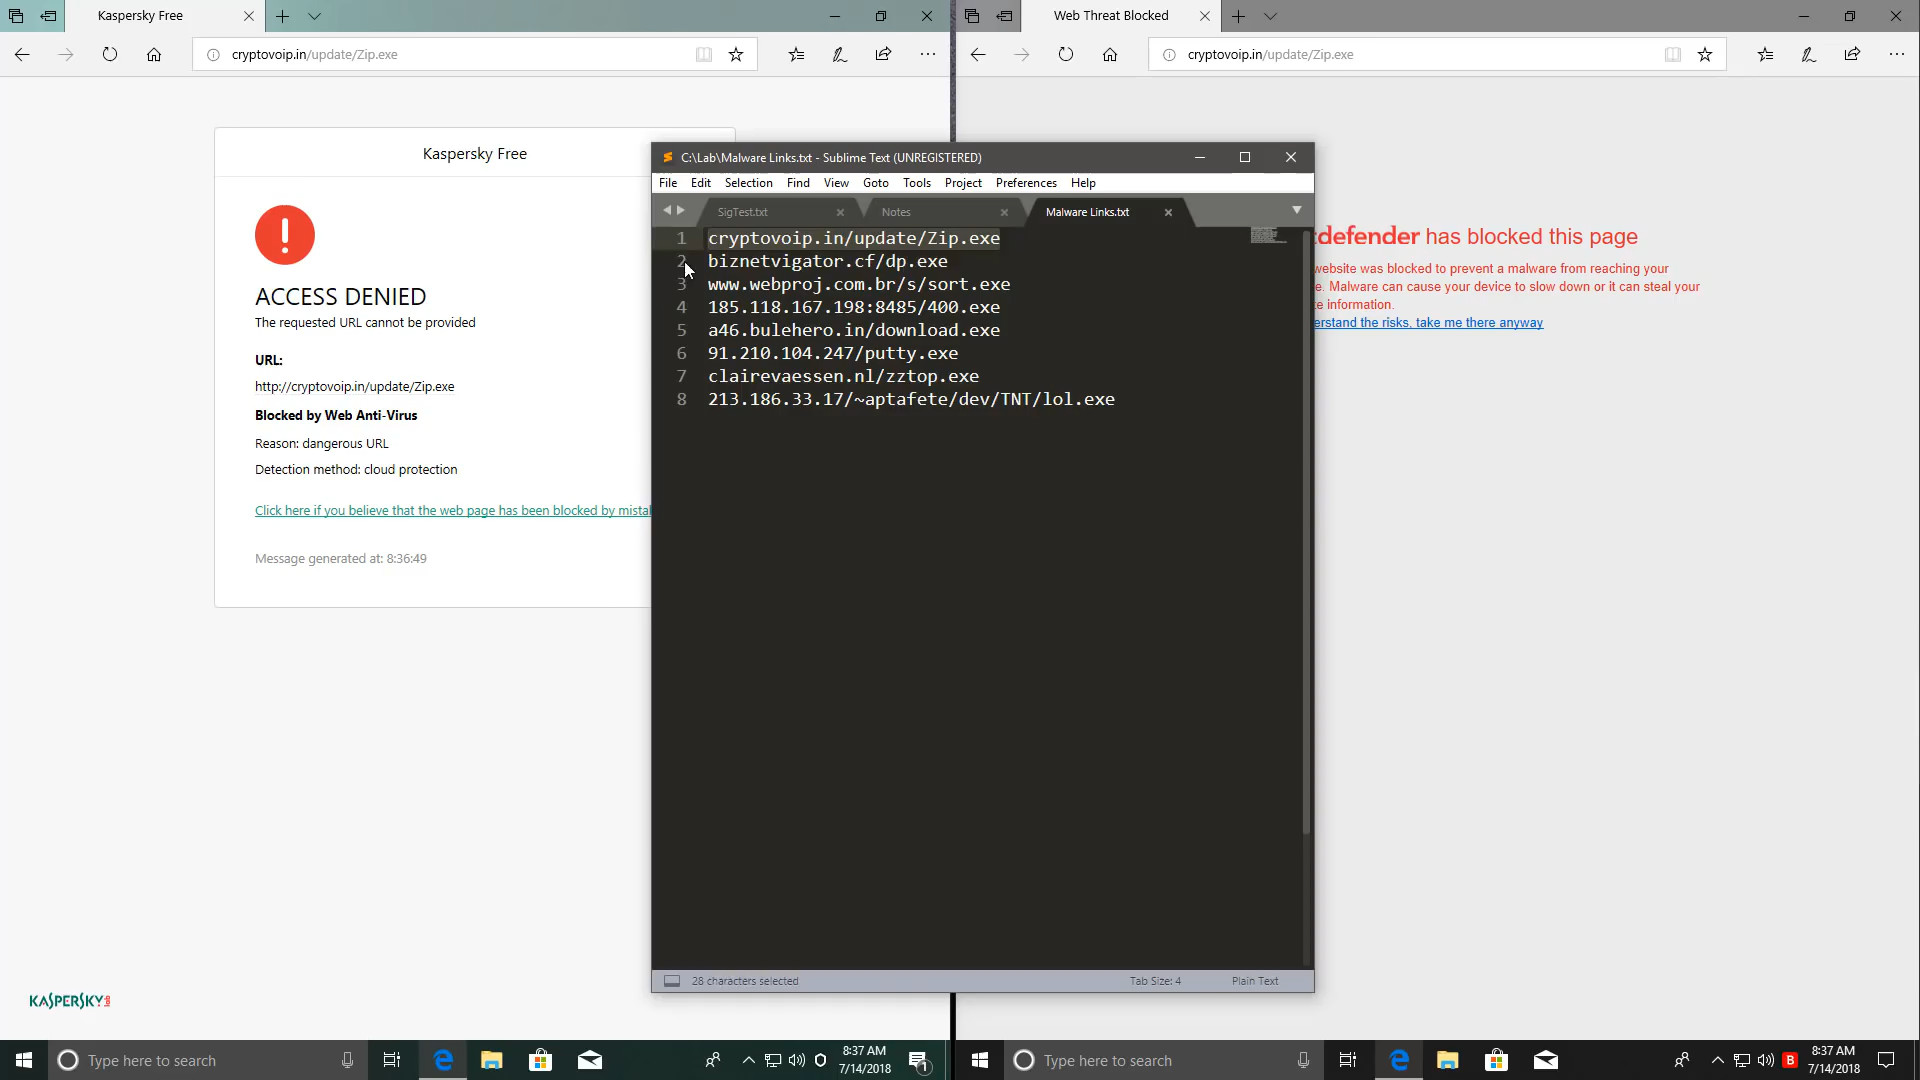 Kaspersky Free
cryptovoip.in/update/Zip.exe
Kaspersky Free
ACCESS DENIED
The requested URL cannot be provided
URL:
http://cryptovoip.in/update/Zip.exe
Blocked by Web Anti-Virus
Reason: dangerous URL
Detection method: cloud protection
Click here if you believe that the web page has been blocked by mistal
Message generated at: 8:36:49
KASPERSKY
C:\Lab\Malware Links.txt - Sublime Text (UNREGISTERED)
File Edit Selection Find View Goto Tools Project Preferences Help
SigTest.txt Notes Malware Links.txt
1 cryptovoip.in/update/Zip.exe
2 biznetvigator.cf/dp.exe
3 www.webproj.com.br/s/sort.exe
4 185.118.167.198:8485/400.exe
5 a46.bulehero.in/download.exe
6 91.210.104.247/putty.exe
7 clairevaessen.nl/zztop.exe
8 213.186.33.17/~aptafete/dev/TNT/lol.exe
28 characters selected Tab Size: 4 Plain Text
Web Threat Blocked
cryptovoip.in/update/Zip.exe
tdefender has blocked this page
website was blocked to prevent a malware from reaching your
e. Malware can cause your device to slow down or it can steal your
te information.
erstand the risks, take me there anyway
Type here to search
8:37 AM
7/14/2018
1
Type here to search
B
8:37 AM
7/14/2018